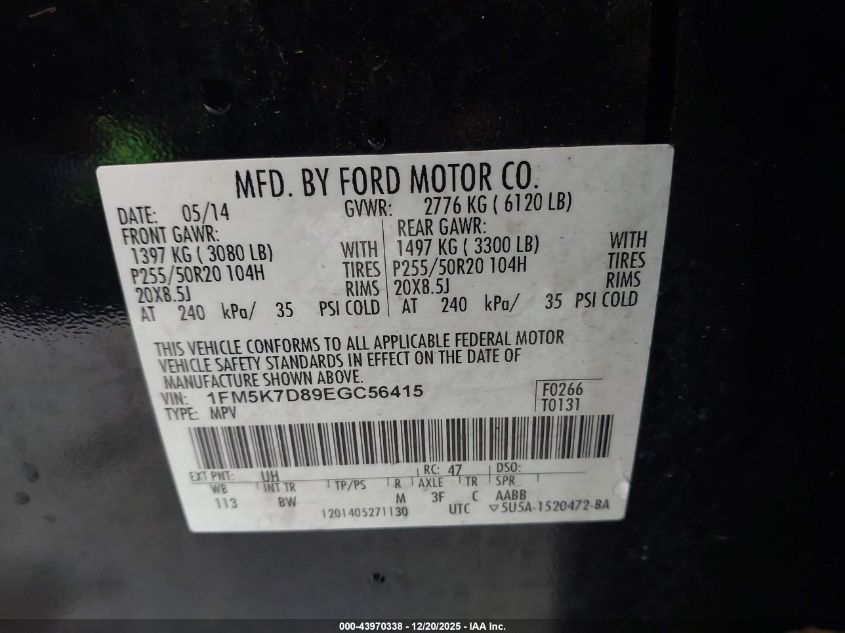 MFD. BY FORD MOTOR CO.
DATE: 05/14 GVWR: 2776 KG ( 6120 LB)
FRONT GAWR: REAR GAWR:
1397 KG ( 3080 LB) WITH 1497 KG ( 3300 LB) WITH
P255/50R20 104H TIRES P255/50R20 104H TIRES
20X8.5J RIMS 20X8.5J RIMS
AT 240 kPa/ 35 PSI COLD AT 240 kPa/ 35 PSI COLD
THIS VEHICLE CONFORMS TO ALL APPLICABLE FEDERAL MOTOR
VEHICLE SAFETY STANDARDS IN EFFECT ON THE DATE OF
MANUFACTURE SHOWN ABOVE.
VIN: 1FM5K7D89EGC56415 F0266
TYPE: MPV T0131
EXT PNT: UH RC: 47 DSO:
WB INT TR TP/PS R AXLE TR SPR
113 BW M 3F C AABB
1201405271130 UTC ▽5U5A-1520472-BA
000-43970338 - 12/20/2025 - IAA Inc.